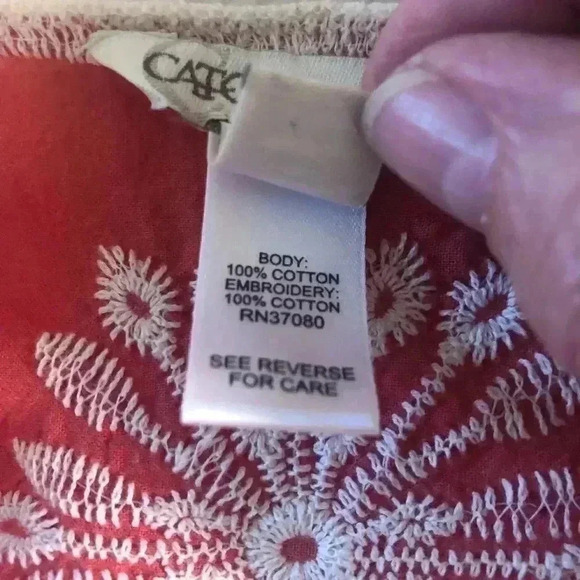 BODY:
100% COTTON
EMBROIDERY:
100% COTTON
RN37080
SEE REVERSE
FOR CARE